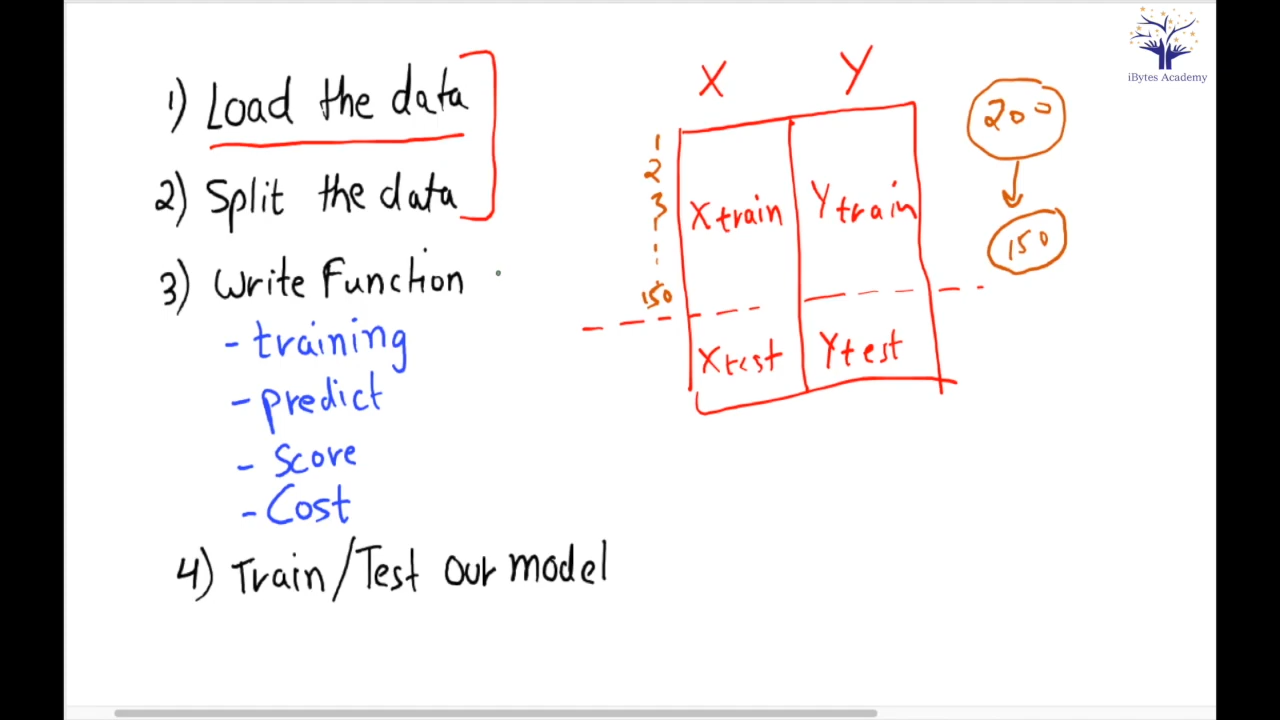 1) Load the data
2) Split the data
3) Write Function
- training
- predict
- Score
- Cost
4) Train/Test our model
X Y
1
2
3
150
Xtrain Ytrain
Xtest Ytest
200
150
iBytes Academy